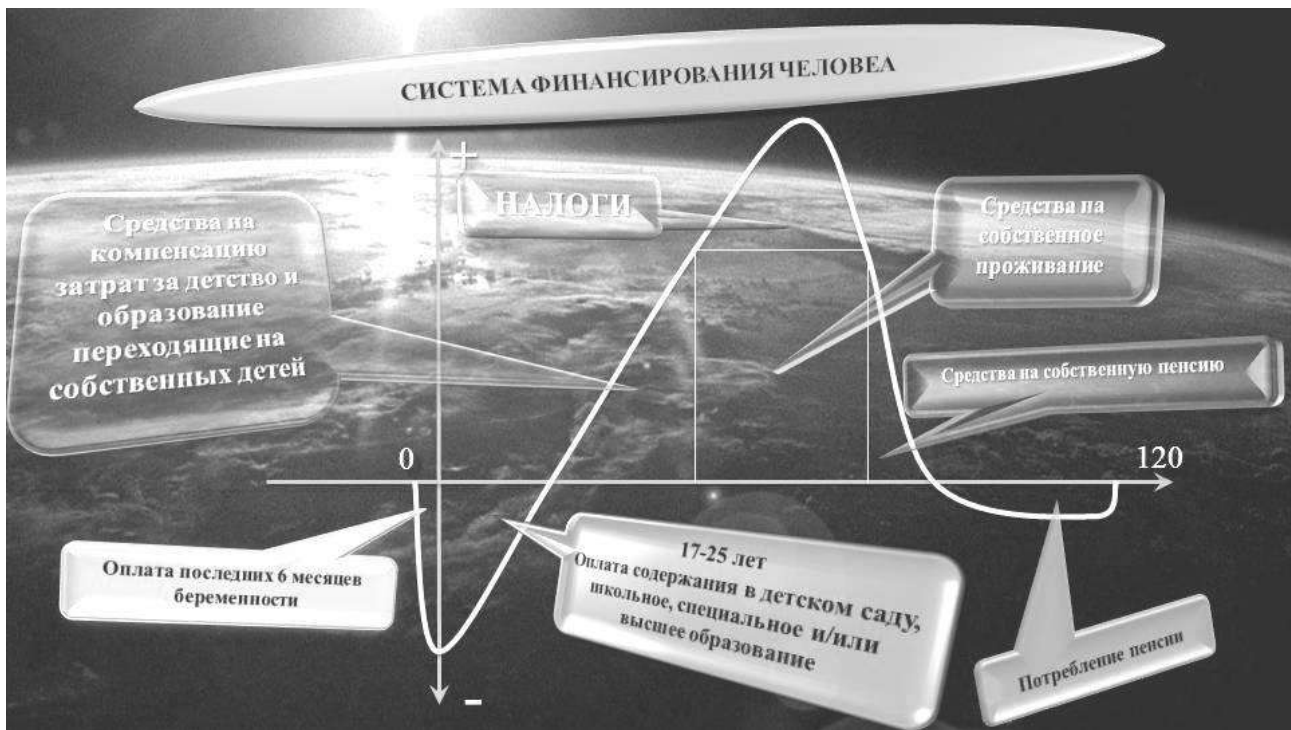 СИСТЕМА ФИНАНСИРОВАНИЯ ЧЕЛОВЕА
+
НАЛОГИ
Средства на
компенсацию
затрат за детство и
образование
переходящие на
собственных детей
Средства на
собственное
проживание
Средства на собственную пенсию
0
120
Оплата последних 6 месяцев
беременности
17-25 лет
Оплата содержания в детском саду,
школьное, специальное и/или
высшее образование
Потребление пенсии
-